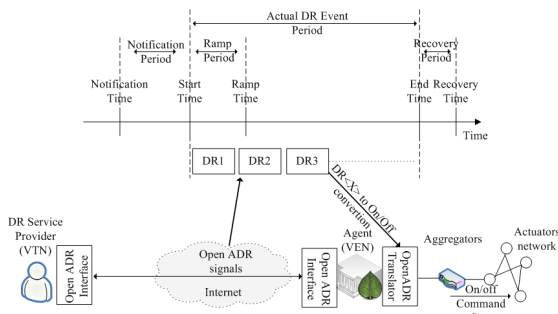 Actual DR Event
Period
Notification
Period
Ramp
Period
Recovery
Period
Notification
Time
Start
Time
Ramp
Time
End
Time
Recovery
Time
Time
DR1
DR2
DR3
DR<X> to On/Off
convertion
DR Service
Provider
(VTN)
Open ADR
Interface
Open ADR
signals
Internet
Open ADR
Interface
Agent
(VEN)
OpenADR
Translator
Aggregators
Actuators
network
On/off
Command